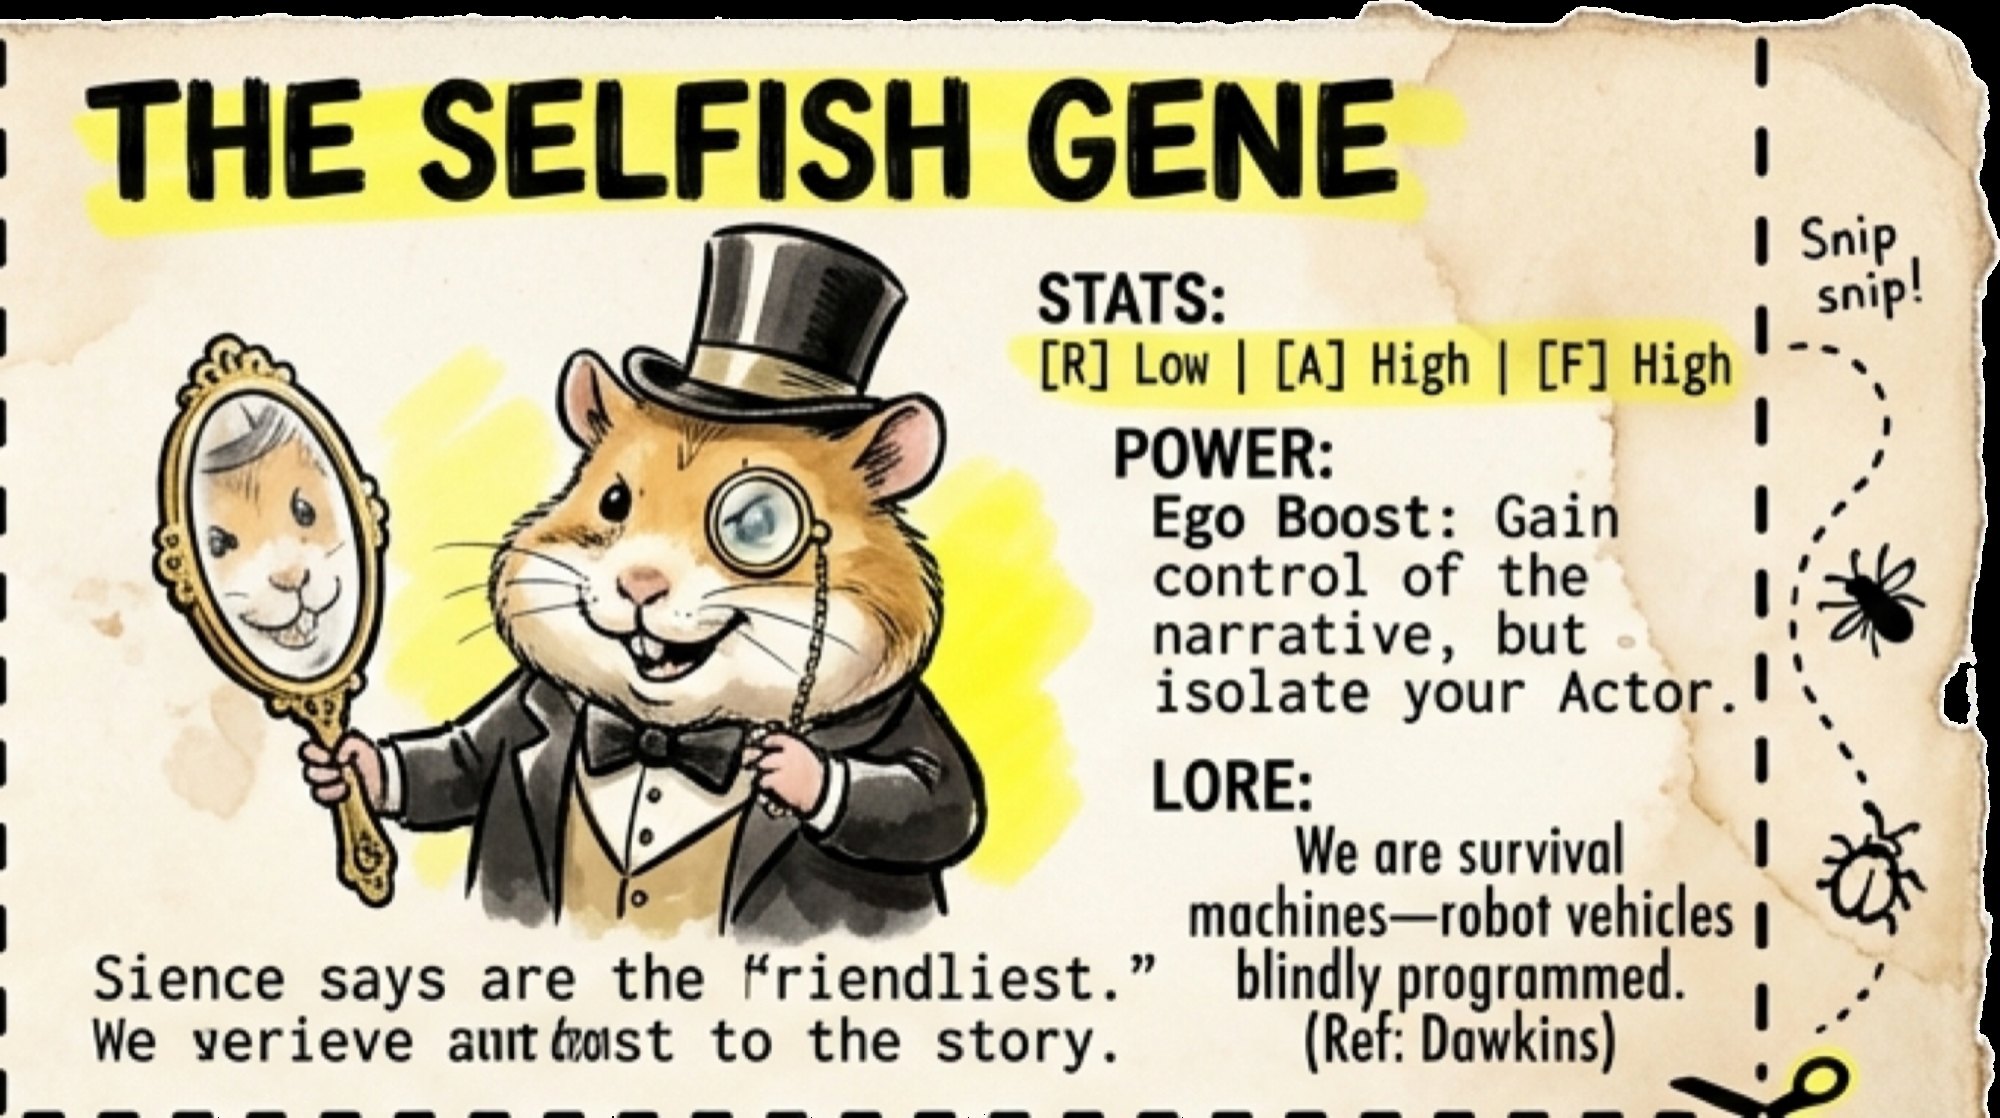 THE SELFISH GENE
Snip
snip!
STATS:
[R] Low | [A] High | [F] High
POWER:
Ego Boost: Gain
control of the
narrative, but
isolate your Actor.
LORE:
We are survival
machines—robot vehicles
blindly programmed.
(Ref: Dawkins)
Sience says are the “riendliest.”
We verieve to the story.